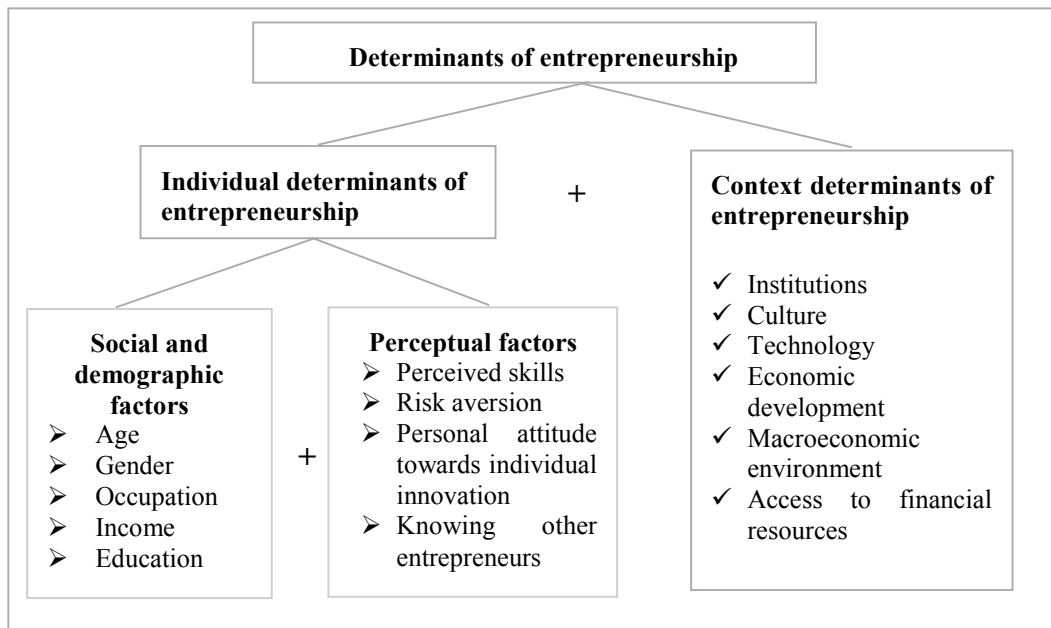 Determinants of entrepreneurship
Individual determinants of
entrepreneurship
+
Context determinants of
entrepreneurship
✓ Institutions
✓ Culture
✓ Technology
✓ Economic
development
✓ Macroeconomic
environment
✓ Access to financial
resources
Social and
demographic
factors
➢ Age
➢ Gender
➢ Occupation
➢ Income
➢ Education
+
Perceptual factors
➢ Perceived skills
➢ Risk aversion
➢ Personal attitude
towards individual
innovation
➢ Knowing other
entrepreneurs